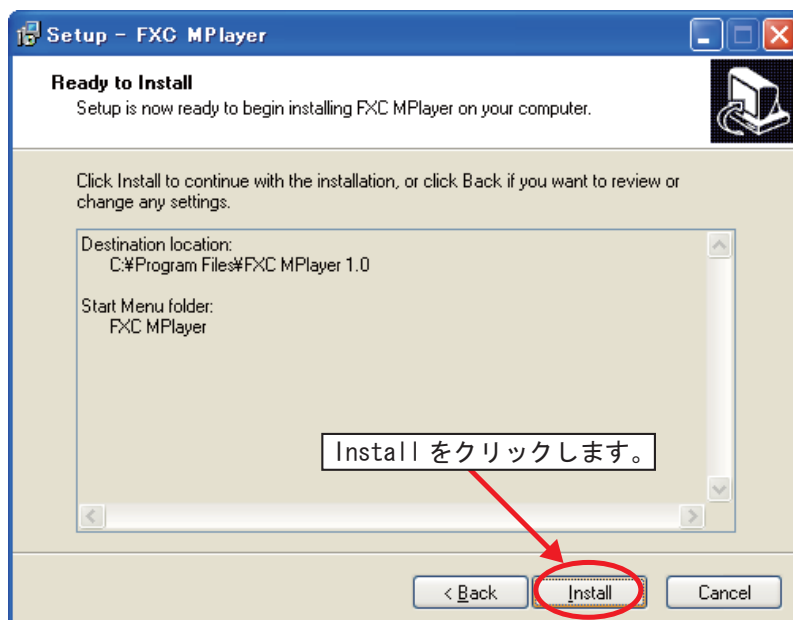 Setup - FXC MPlayer
Ready to Install
Setup is now ready to begin installing FXC MPlayer on your computer.
Click Install to continue with the installation, or click Back if you want to review or
change any settings.
Destination location:
C:¥Program Files¥FXC MPlayer 1.0
Start Menu folder:
FXC MPlayer
Install をクリックします。
< Back
Install
Cancel